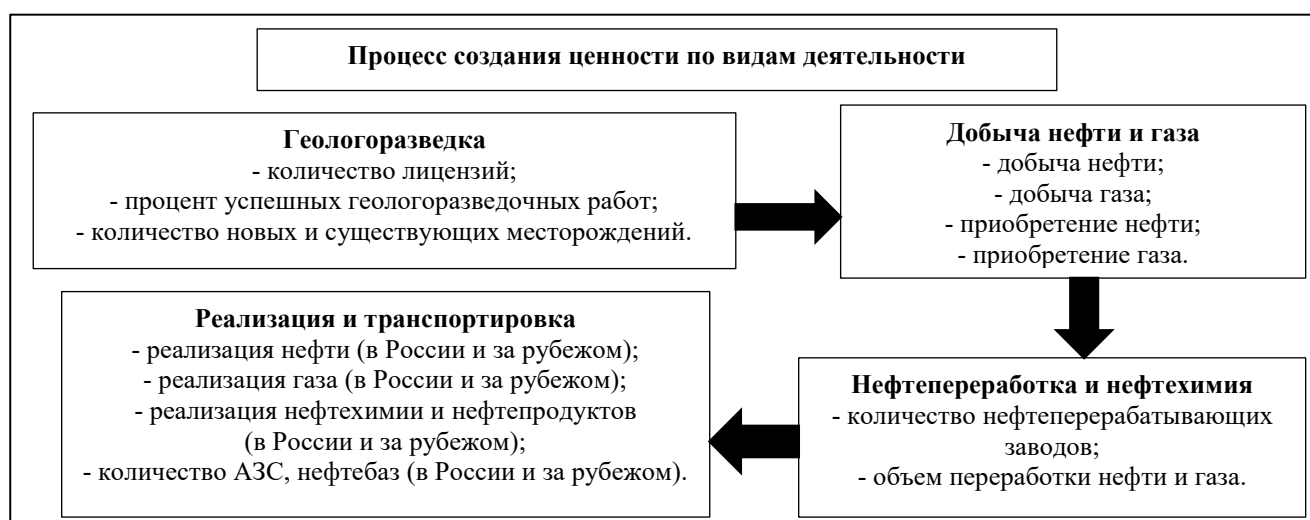 Процесс создания ценности по видам деятельности
Геологоразведка
- количество лицензий;
- процент успешных геологоразведочных работ;
- количество новых и существующих месторождений.
Добыча нефти и газа
- добыча нефти;
- добыча газа;
- приобретение нефти;
- приобретение газа.
Нефтепереработка и нефтехимия
- количество нефтеперерабатывающих
заводов;
- объем переработки нефти и газа.
Реализация и транспортировка
- реализация нефти (в России и за рубежом);
- реализация газа (в России и за рубежом);
- реализация нефтехимии и нефтепродуктов
(в России и за рубежом);
- количество АЗС, нефтебаз (в России и за рубежом).